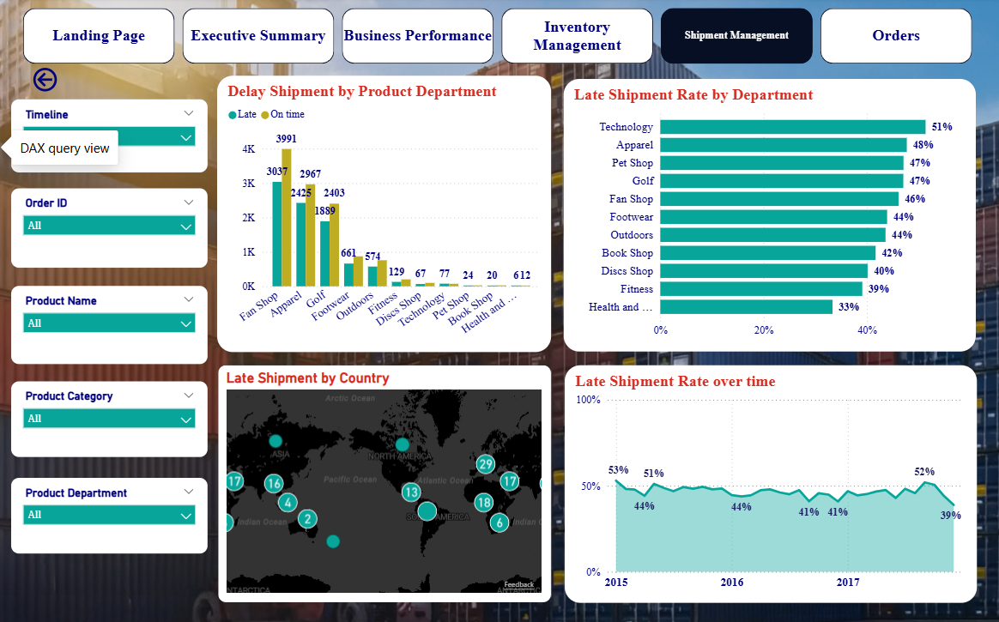 Landing Page
Executive Summary
Business Performance
Inventory
Management
Shipment Management
Orders
Timeline
DAX query view
Order ID
All
Product Name
All
Product Category
All
Product Department
All
Delay Shipment by Product Department
Late On time
4K
3K
2K
1K
0K
3037
3991
2425
2967
1889
2403
661
574
129
67
77
24
20
6 12
Fan Shop
Apparel
Golf
Footwear
Outdoors
Fitness
Discs Shop
Technology
Pet Shop
Book Shop
Health and ...
Late Shipment Rate by Department
Technology 51%
Apparel 48%
Pet Shop 47%
Golf 47%
Fan Shop 46%
Footwear 44%
Outdoors 44%
Book Shop 42%
Discs Shop 40%
Fitness 39%
Health and ... 33%
0% 20% 40%
Late Shipment by Country
Arctic Ocean
ASIA
NORTH AMERICA
Pacific Ocean
Atlantic Ocean
Indian Ocean
Indian
17
16
4
2
13
29
17
18
6
Feedback
Late Shipment Rate over time
100%
50%
0%
53%
44%
51%
44%
41%
41%
52%
39%
2015 2016 2017